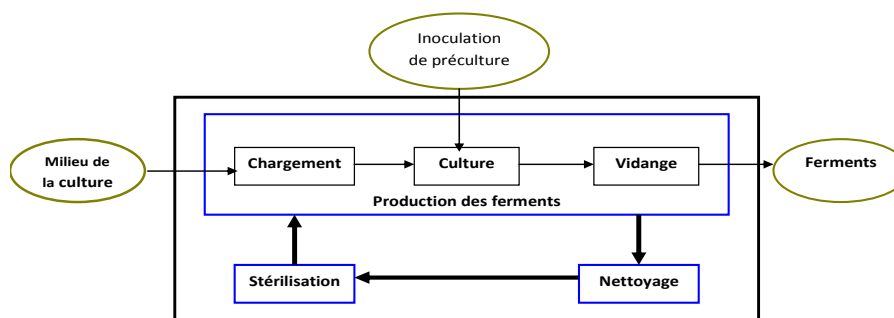 Inoculation
de préculture
Milieu de
la culture
Chargement
Culture
Vidange
Ferments
Production des ferments
Stérilisation
Nettoyage